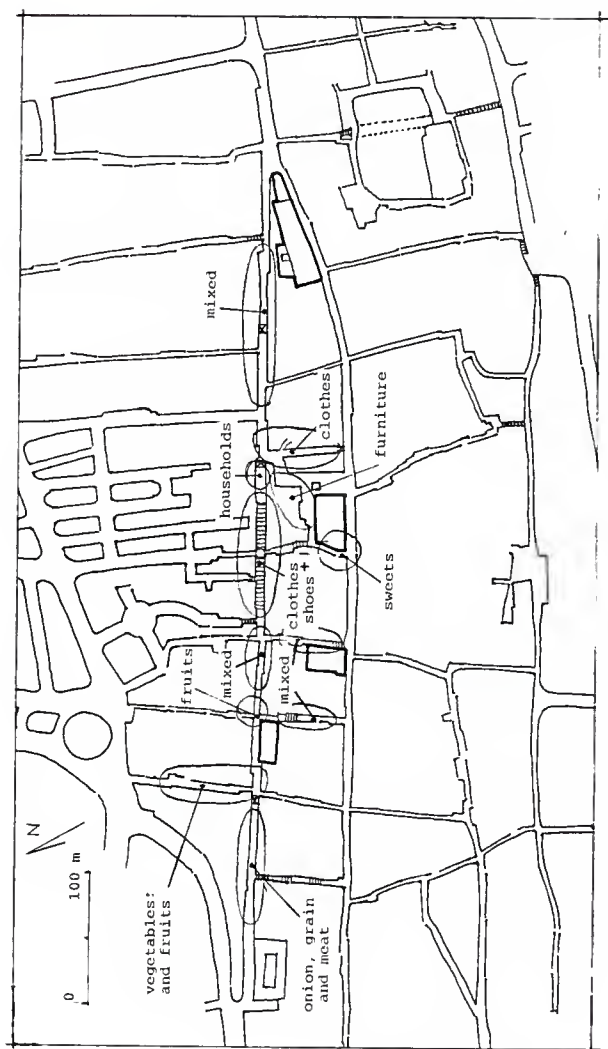 N
0 100 m
vegetables:
and fruits
fruits
mixed
households
mixed
onion, grain
and meat
mixed
clothes
shoes +
sweets
clothes
furniture